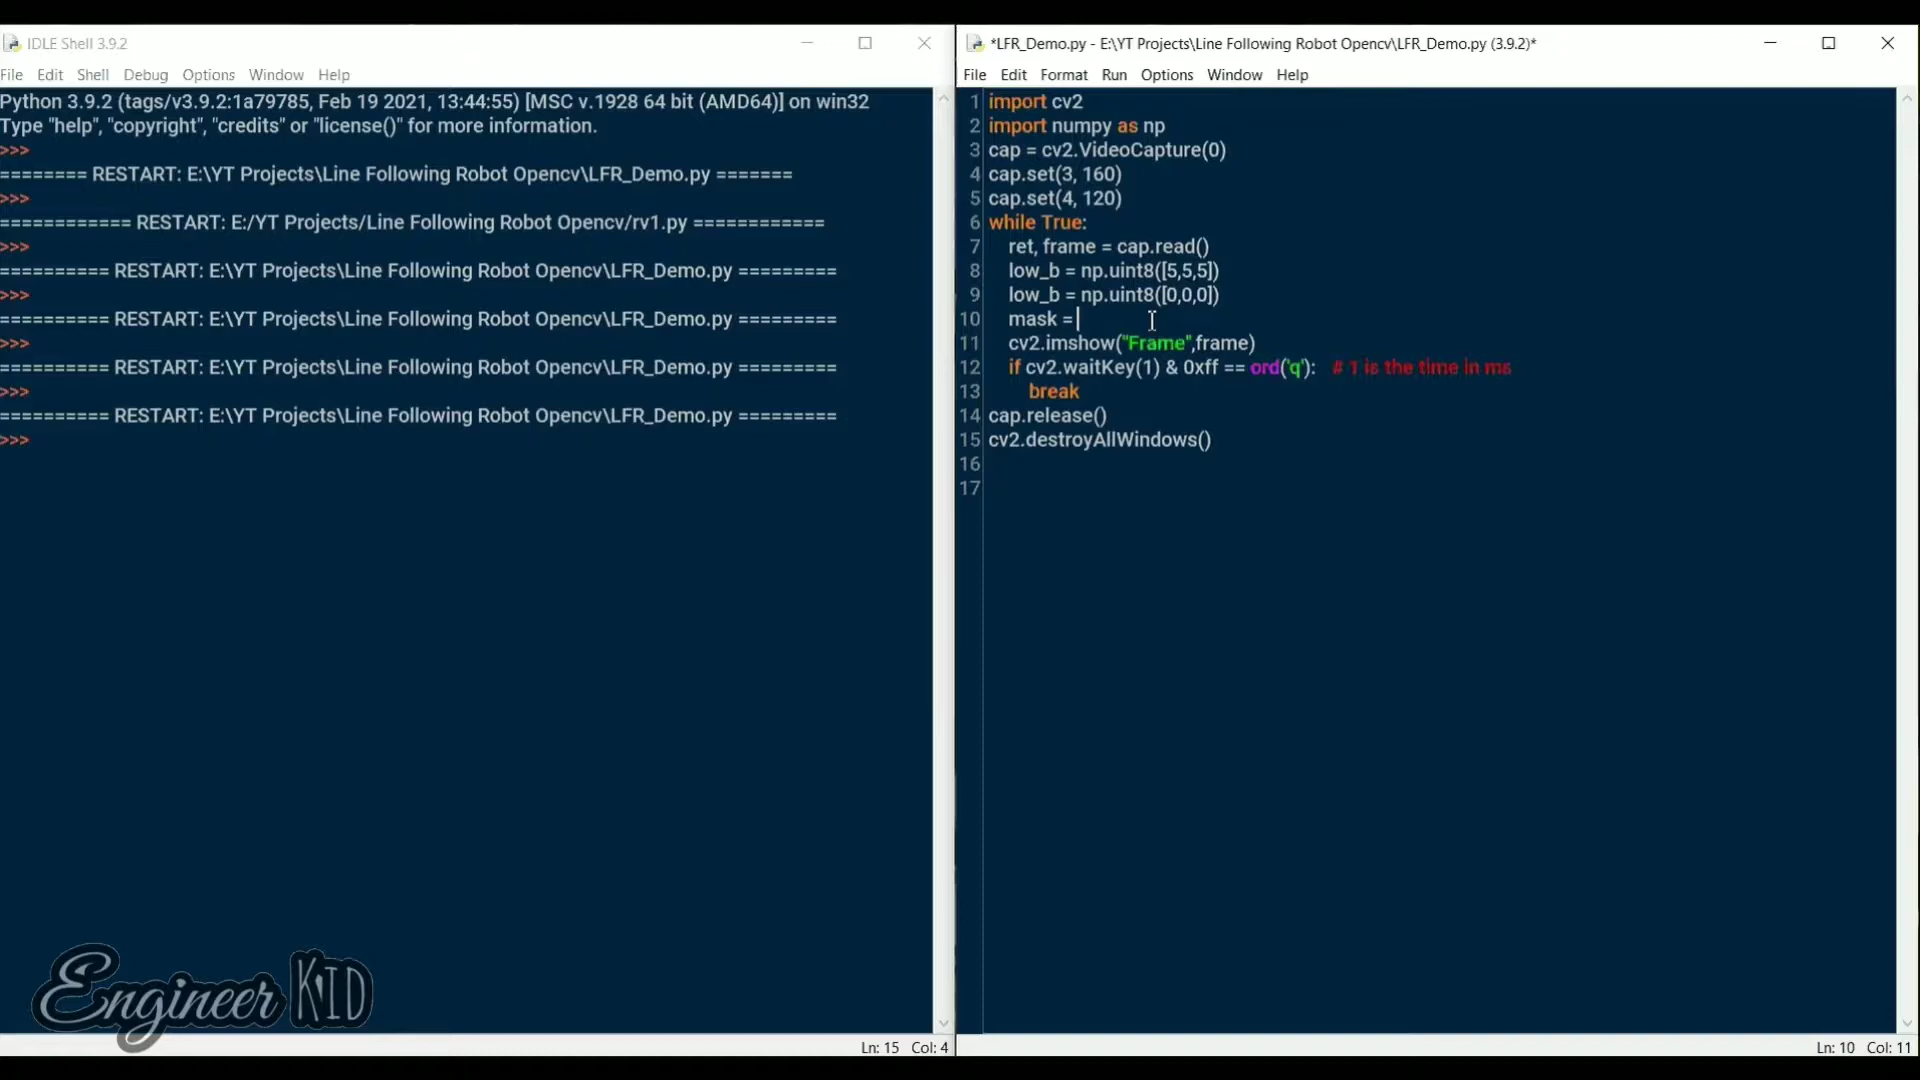 IDLE Shell 3.9.2
File Edit Shell Debug Options Window Help
Python 3.9.2 (tags/v3.9.2:1a79785, Feb 19 2021, 13:44:55) [MSC v.1928 64 bit (AMD64)] on win32
Type "help", "copyright", "credits" or "license()" for more information.
>>>
======== RESTART: E:\YT Projects\Line Following Robot Opencv\LFR_Demo.py =======
>>>
============ RESTART: E:/YT Projects/Line Following Robot Opencv/rv1.py ============
>>>
========== RESTART: E:\YT Projects\Line Following Robot Opencv\LFR_Demo.py =========
>>>
========== RESTART: E:\YT Projects\Line Following Robot Opencv\LFR_Demo.py =========
>>>
========== RESTART: E:\YT Projects\Line Following Robot Opencv\LFR_Demo.py =========
>>>
========== RESTART: E:\YT Projects\Line Following Robot Opencv\LFR_Demo.py =========
>>>
Engineer KID
Ln: 15 Col: 4
*LFR_Demo.py - E:\YT Projects\Line Following Robot Opencv\LFR_Demo.py (3.9.2)*
File Edit Format Run Options Window Help
1 import cv2
2 import numpy as np
3 cap = cv2.VideoCapture(0)
4 cap.set(3, 160)
5 cap.set(4, 120)
6 while True:
7 ret, frame = cap.read()
8 low_b = np.uint8([5,5,5])
9 low_b = np.uint8([0,0,0])
10 mask =
11 cv2.imshow("Frame",frame)
12 if cv2.waitKey(1) & 0xff == ord('q'): # 1 is the time in ms
13 break
14 cap.release()
15 cv2.destroyAllWindows()
16
17
Ln: 10 Col: 11